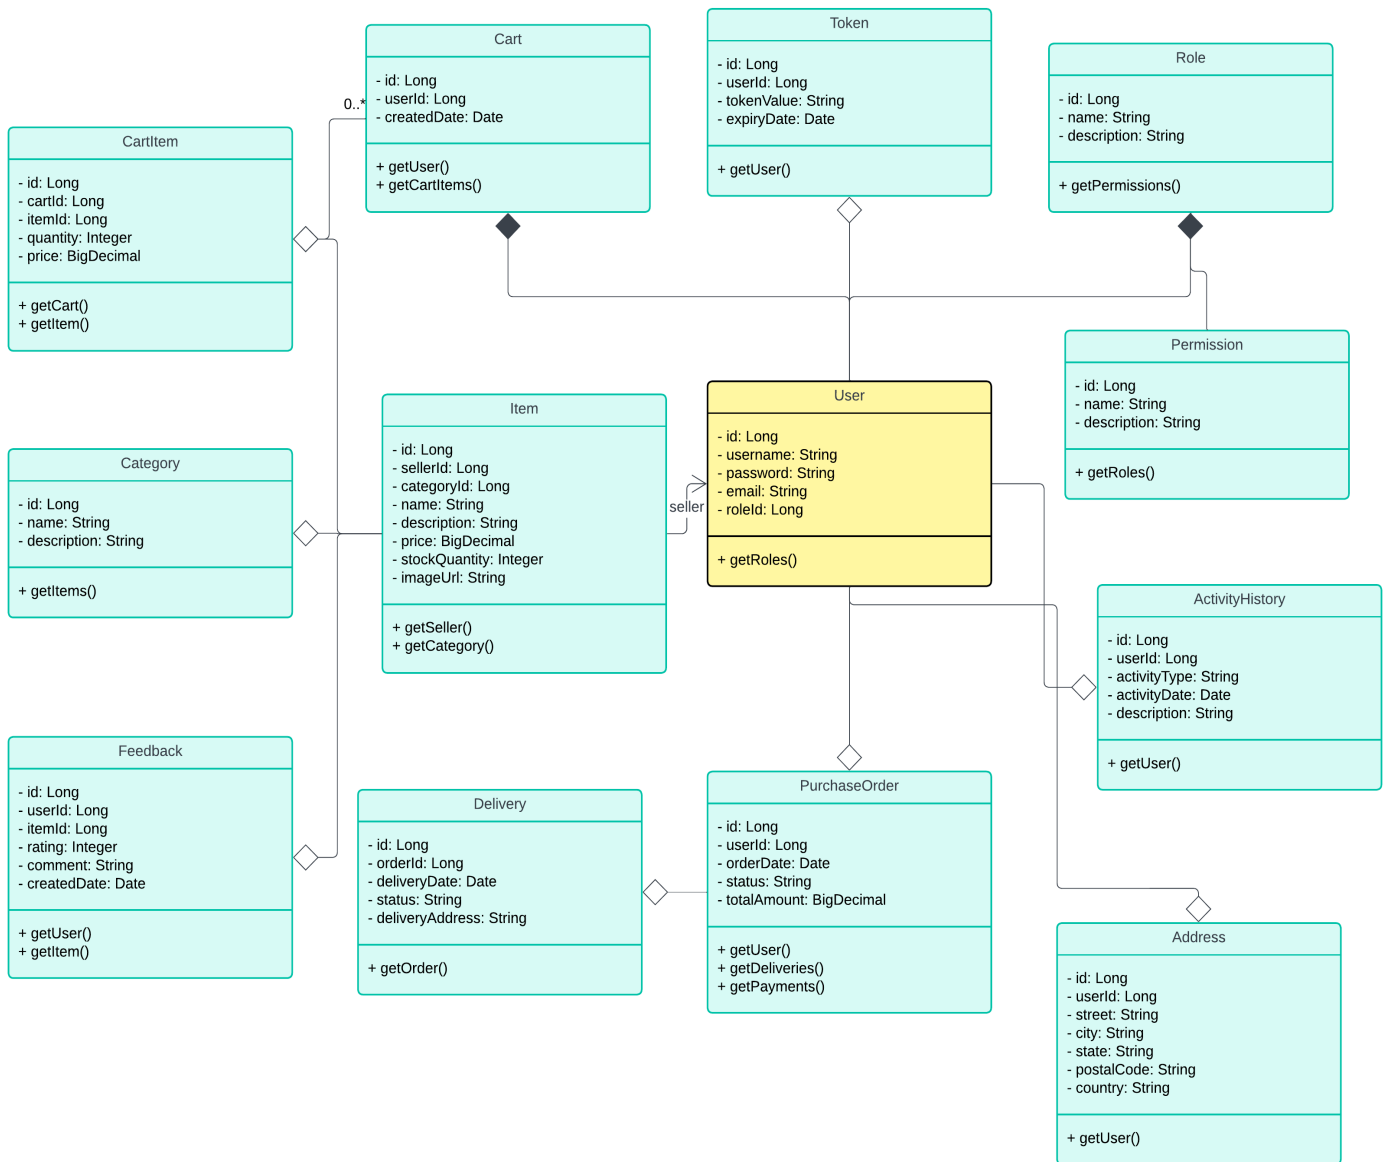 Cart
- id: Long
- userId: Long
- createdDate: Date
+ getUser()
+ getCartItems()
0..*
Token
- id: Long
- userId: Long
- tokenValue: String
- expiryDate: Date
+ getUser()
Role
- id: Long
- name: String
- description: String
+ getPermissions()
CartItem
- id: Long
- cartId: Long
- itemId: Long
- quantity: Integer
- price: BigDecimal
+ getCart()
+ getItem()
Permission
- id: Long
- name: String
- description: String
+ getRoles()
Item
- id: Long
- sellerId: Long
- categoryId: Long
- name: String
- description: String
- price: BigDecimal
- stockQuantity: Integer
- imageUrl: String
+ getSeller()
+ getCategory()
seller
User
- id: Long
- username: String
- password: String
- email: String
- roleId: Long
+ getRoles()
Category
- id: Long
- name: String
- description: String
+ getItems()
ActivityHistory
- id: Long
- userId: Long
- activityType: String
- activityDate: Date
- description: String
+ getUser()
Feedback
- id: Long
- userId: Long
- itemId: Long
- rating: Integer
- comment: String
- createdDate: Date
+ getUser()
+ getItem()
Delivery
- id: Long
- orderId: Long
- deliveryDate: Date
- status: String
- deliveryAddress: String
+ getOrder()
PurchaseOrder
- id: Long
- userId: Long
- orderDate: Date
- status: String
- totalAmount: BigDecimal
+ getUser()
+ getDeliveries()
+ getPayments()
Address
- id: Long
- userId: Long
- street: String
- city: String
- state: String
- postalCode: String
- country: String
+ getUser()